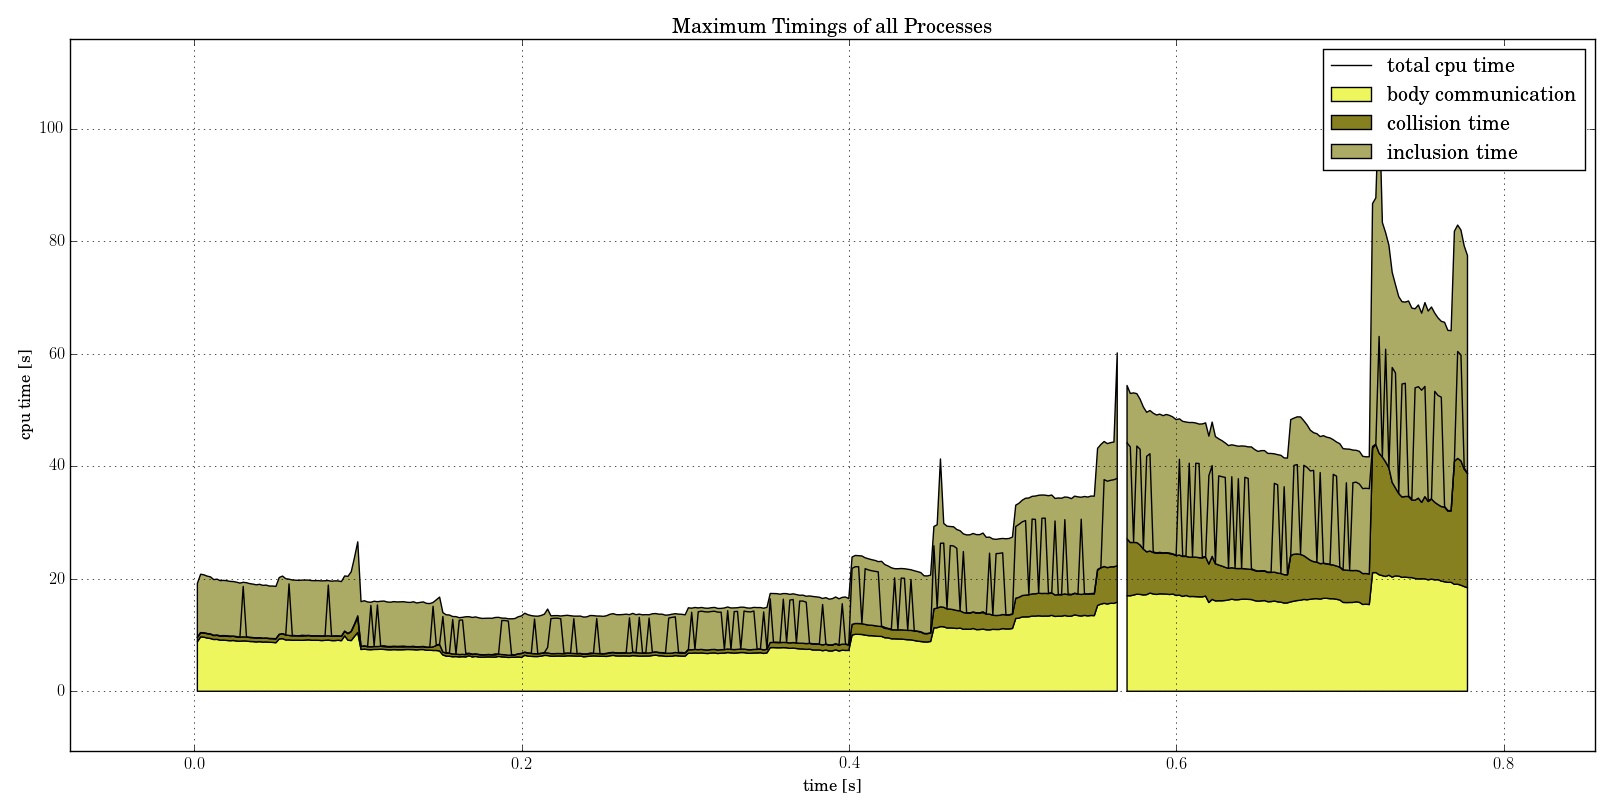 Maximum Timings of all Processes
total cpu time
body communication
collision time
inclusion time
100
80
60
40
20
0
cpu time [s]
0.0 0.2 0.4 0.6 0.8
time [s]